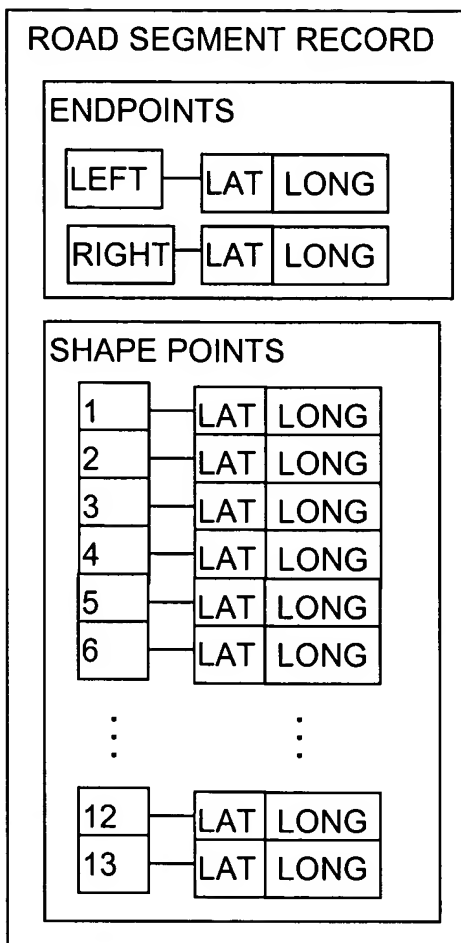 ROAD SEGMENT RECORD
ENDPOINTS
LEFT LAT LONG
RIGHT LAT LONG
SHAPE POINTS
1 LAT LONG
2 LAT LONG
3 LAT LONG
4 LAT LONG
5 LAT LONG
6 LAT LONG
12 LAT LONG
13 LAT LONG